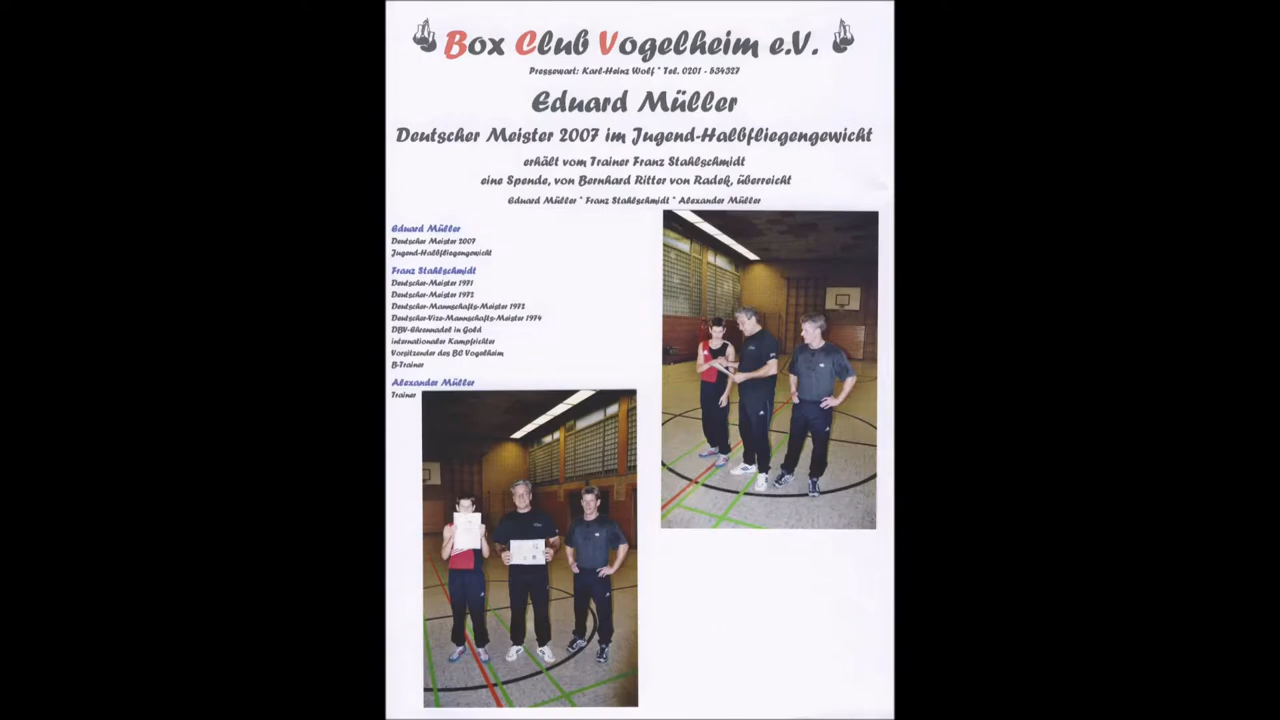 Box Club Vogelheim e.V.
Pressewart: Karl-Heinz Wolf * Tel. 0201 - 534327
Eduard Müller
Deutscher Meister 2007 im Jugend-Halbfliegengewicht
erhält vom Trainer Franz Stahlschmidt
eine Spende, von Bernhard Ritter von Radek, überreicht
Eduard Müller * Franz Stahlschmidt * Alexander Müller
Eduard Müller
Deutscher Meister 2007
Jugend-Halbfliegengewicht
Franz Stahlschmidt
Deutscher-Meister 1971
Deutscher-Meister 1972
Deutscher-Mannschafts-Meister 1972
Deutscher-Vize-Mannschafts-Meister 1974
DBV-Ehrennadel in Gold
internationaler Kampfrichter
Vorsitzender des BC Vogelheim
B-Trainer
Alexander Müller
Trainer